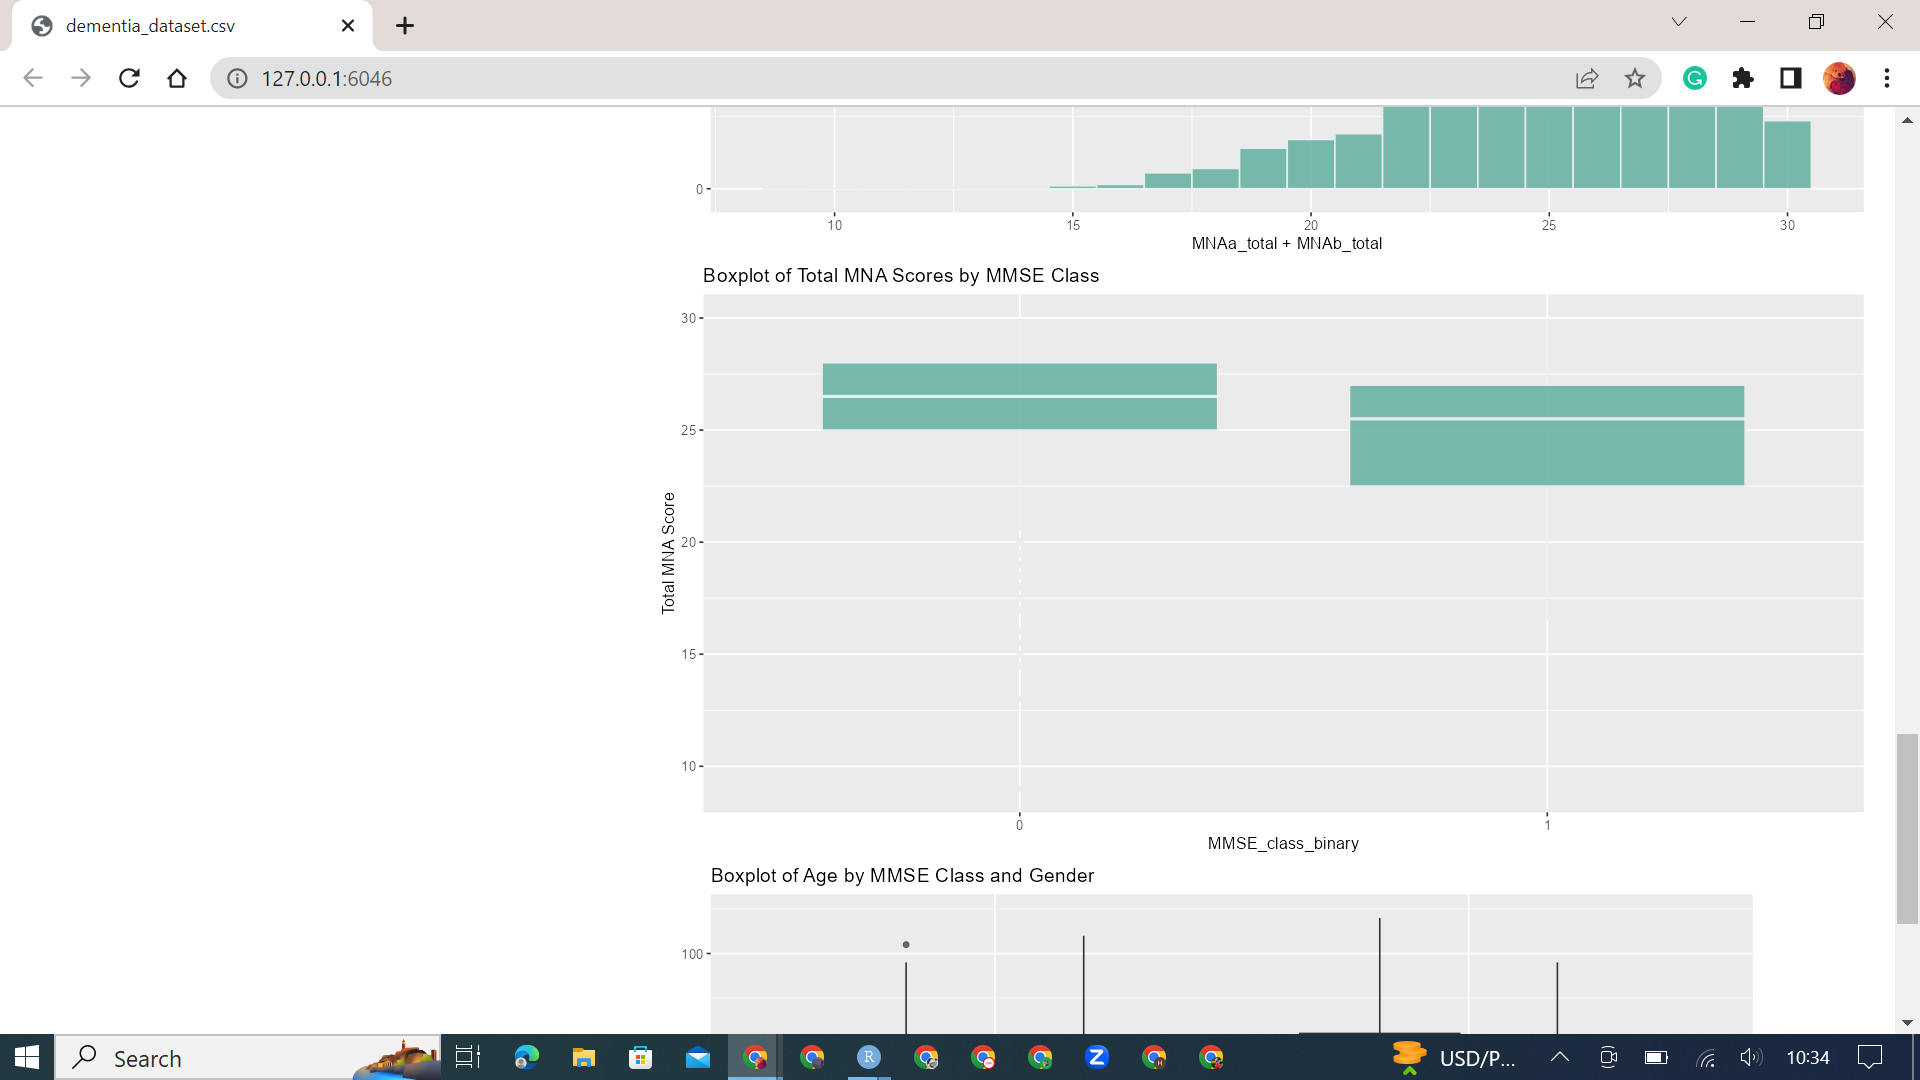 dementia_dataset.csv
127.0.0.1:6046
0
10 15 20 25 30
MNAa_total + MNAb_total
Boxplot of Total MNA Scores by MMSE Class
30
25
20
15
10
Total MNA Score
0 1
MMSE_class_binary
Boxplot of Age by MMSE Class and Gender
100
Search
USD/P...
10:34